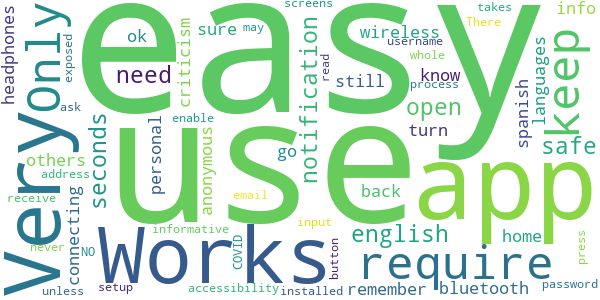 easy
use
app
Works
Very
only
require
keep
need
english
notification
open
seconds
safe
screens
There
takes
info
wireless
sure
ok
criticism
headphones
exposed
username
whole
read
know
still
process
languages
spanish
ask
enable
turn
others
personal
anonymous
go
address
receive
back
email
connecting
informative
input
home
never
NO
COVID
button
press
unless
setup
accessibility
installed
remember
bluetooth
password
may